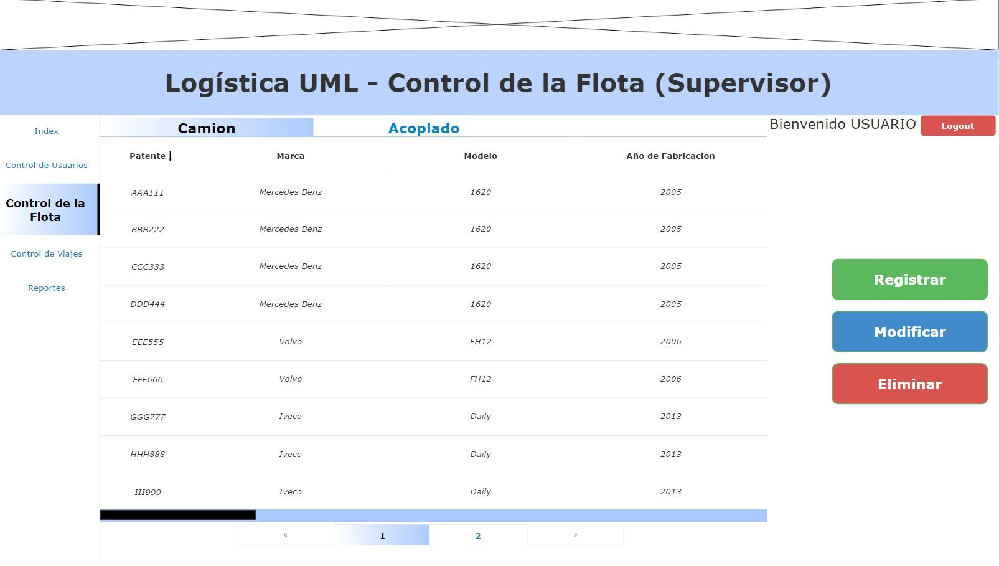 Logística UML - Control de la Flota (Supervisor)
Index
Control de Usuarios
Control de la
Flota
Control de Viajes
Reportes
Camion Acoplado
Bienvenido USUARIO Logout
Patente Marca Modelo Año de Fabricacion
AAA111 Mercedes Benz 1620 2005
BBB222 Mercedes Benz 1620 2005
CCC333 Mercedes Benz 1620 2005
DDD444 Mercedes Benz 1620 2005
EEE555 Volvo FH12 2006
FFF666 Volvo FH12 2006
GGG777 Iveco Daily 2013
HHH888 Iveco Daily 2013
III999 Iveco Daily 2013
« 1 2 »
Registrar
Modificar
Eliminar